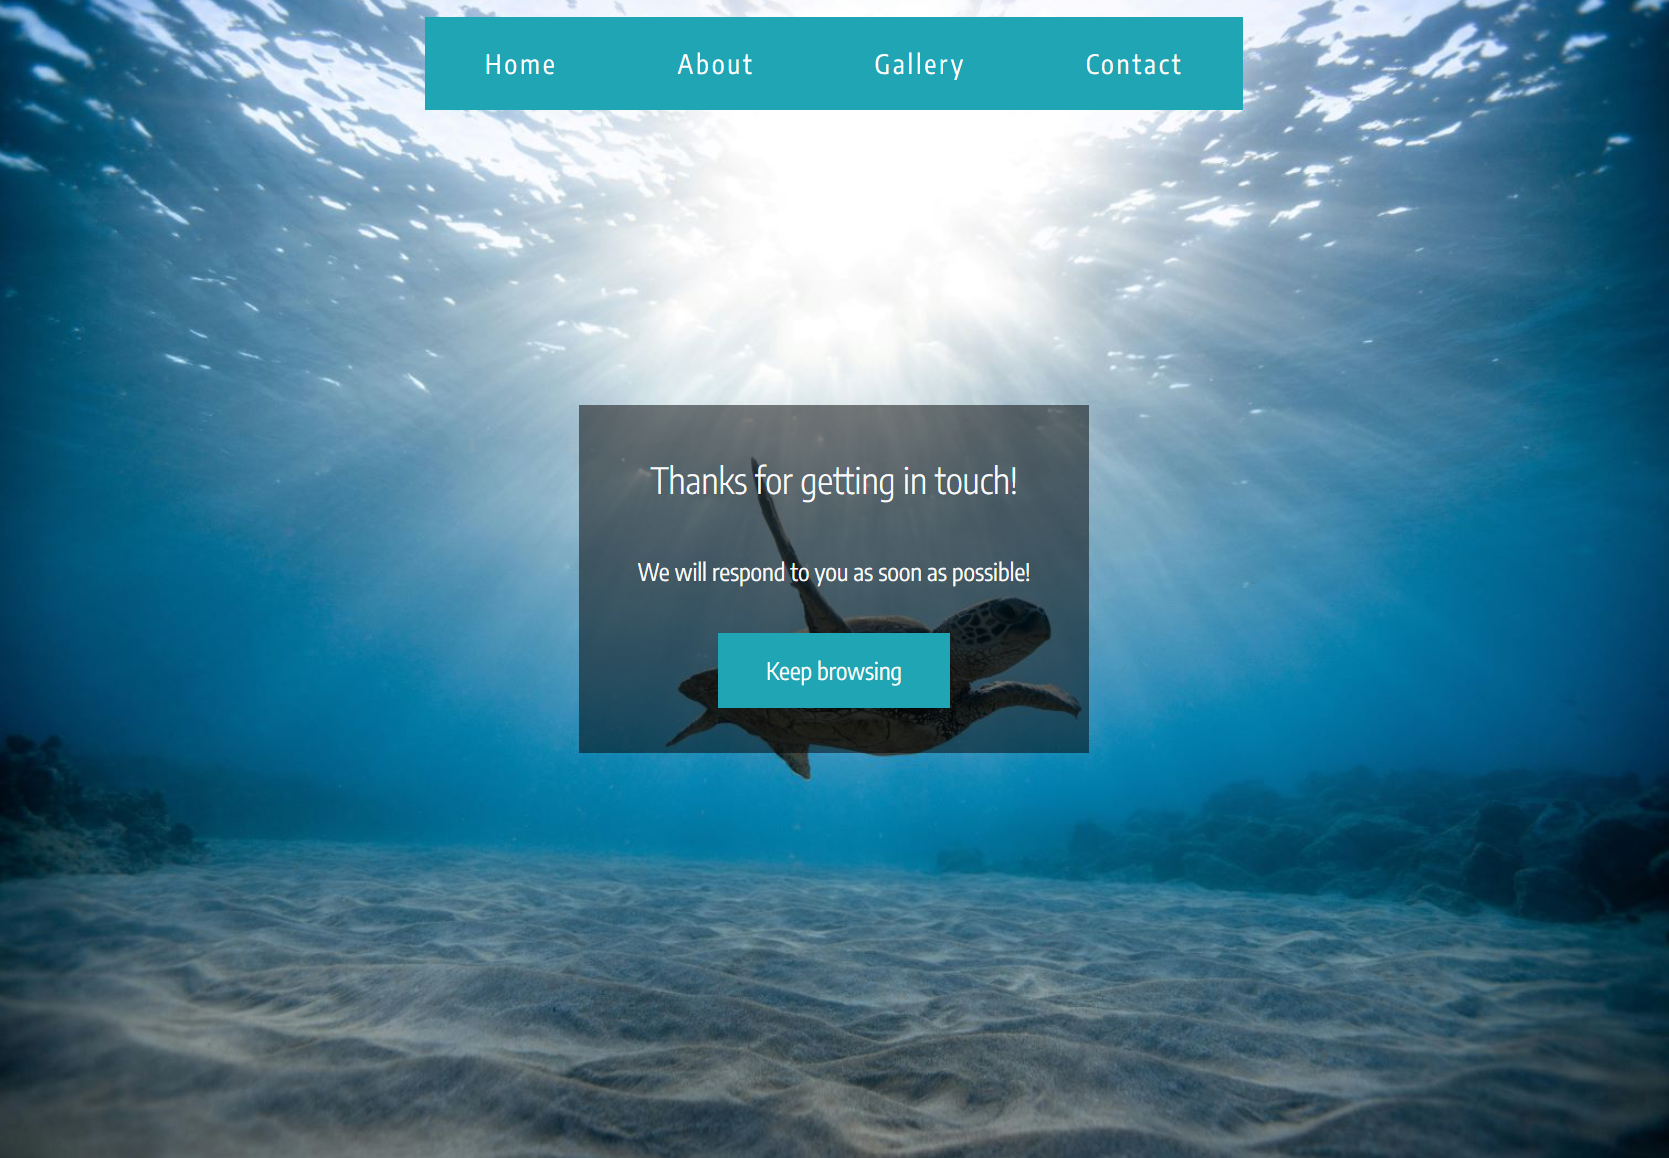 Home About Gallery Contact
Thanks for getting in touch!
We will respond to you as soon as possible!
Keep browsing